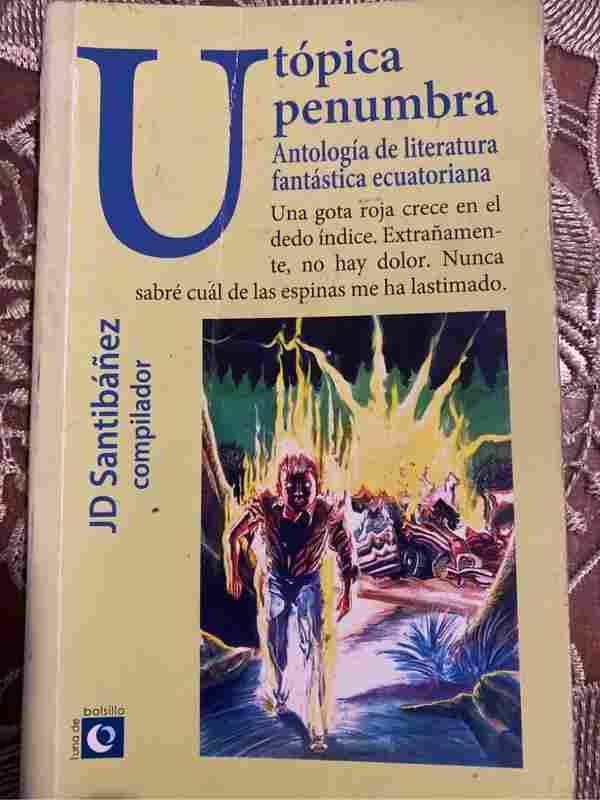 Utópica
penumbra
Antología de literatura
fantástica ecuatoriana
Una gota roja crece en el
dedo índice. Extrañamen-
te, no hay dolor. Nunca
sabré cuál de las espinas me ha lastimado.
JD Santibáñez
compilador
luna de
bolsillo